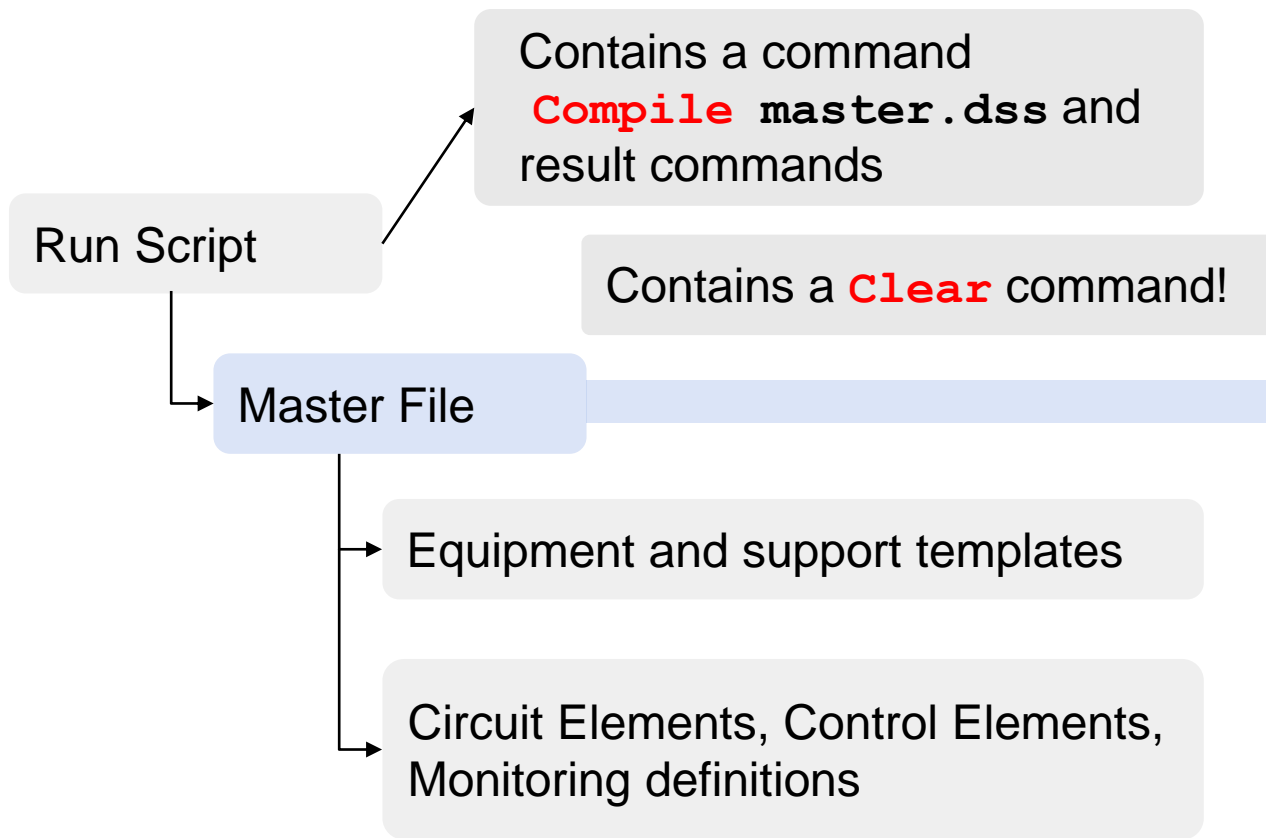 Contains a command
Compile master.dss and
result commands
Run Script
Contains a Clear command!
Master File
Equipment and support templates
Circuit Elements, Control Elements,
Monitoring definitions